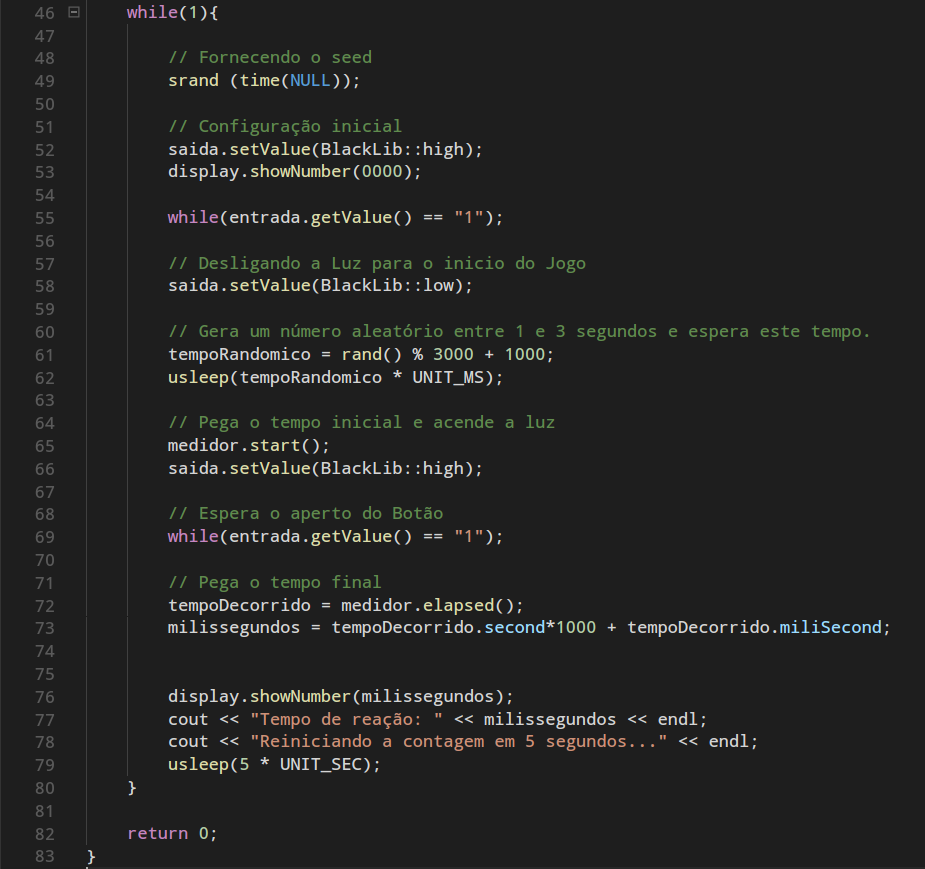 46 while(1){
47
48 // Fornecendo o seed
49 srand (time(NULL));
50
51 // Configuração inicial
52 saida.setValue(BlackLib::high);
53 display.showNumber(0000);
54
55 while(entrada.getValue() == "1");
56
57 // Desligando a Luz para o inicio do Jogo
58 saida.setValue(BlackLib::low);
59
60 // Gera um número aleatório entre 1 e 3 segundos e espera este tempo.
61 tempoRandomico = rand() % 3000 + 1000;
62 usleep(tempoRandomico * UNIT_MS);
63
64 // Pega o tempo inicial e acende a luz
65 medidor.start();
66 saida.setValue(BlackLib::high);
67
68 // Espera o aperto do Botão
69 while(entrada.getValue() == "1");
70
71 // Pega o tempo final
72 tempoDecorrido = medidor.elapsed();
73 milissegundos = tempoDecorrido.second*1000 + tempoDecorrido.miliSecond;
74
75
76 display.showNumber(milissegundos);
77 cout << "Tempo de reação: " << milissegundos << endl;
78 cout << "Reiniciando a contagem em 5 segundos..." << endl;
79 usleep(5 * UNIT_SEC);
80 }
81
82 return 0;
83 }